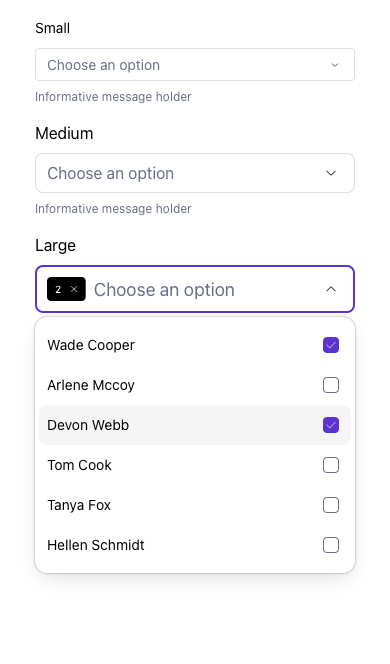 Small
Choose an option
Informative message holder
Medium
Choose an option
Informative message holder
Large
2 Choose an option
Wade Cooper
Arlene Mccoy
Devon Webb
Tom Cook
Tanya Fox
Hellen Schmidt